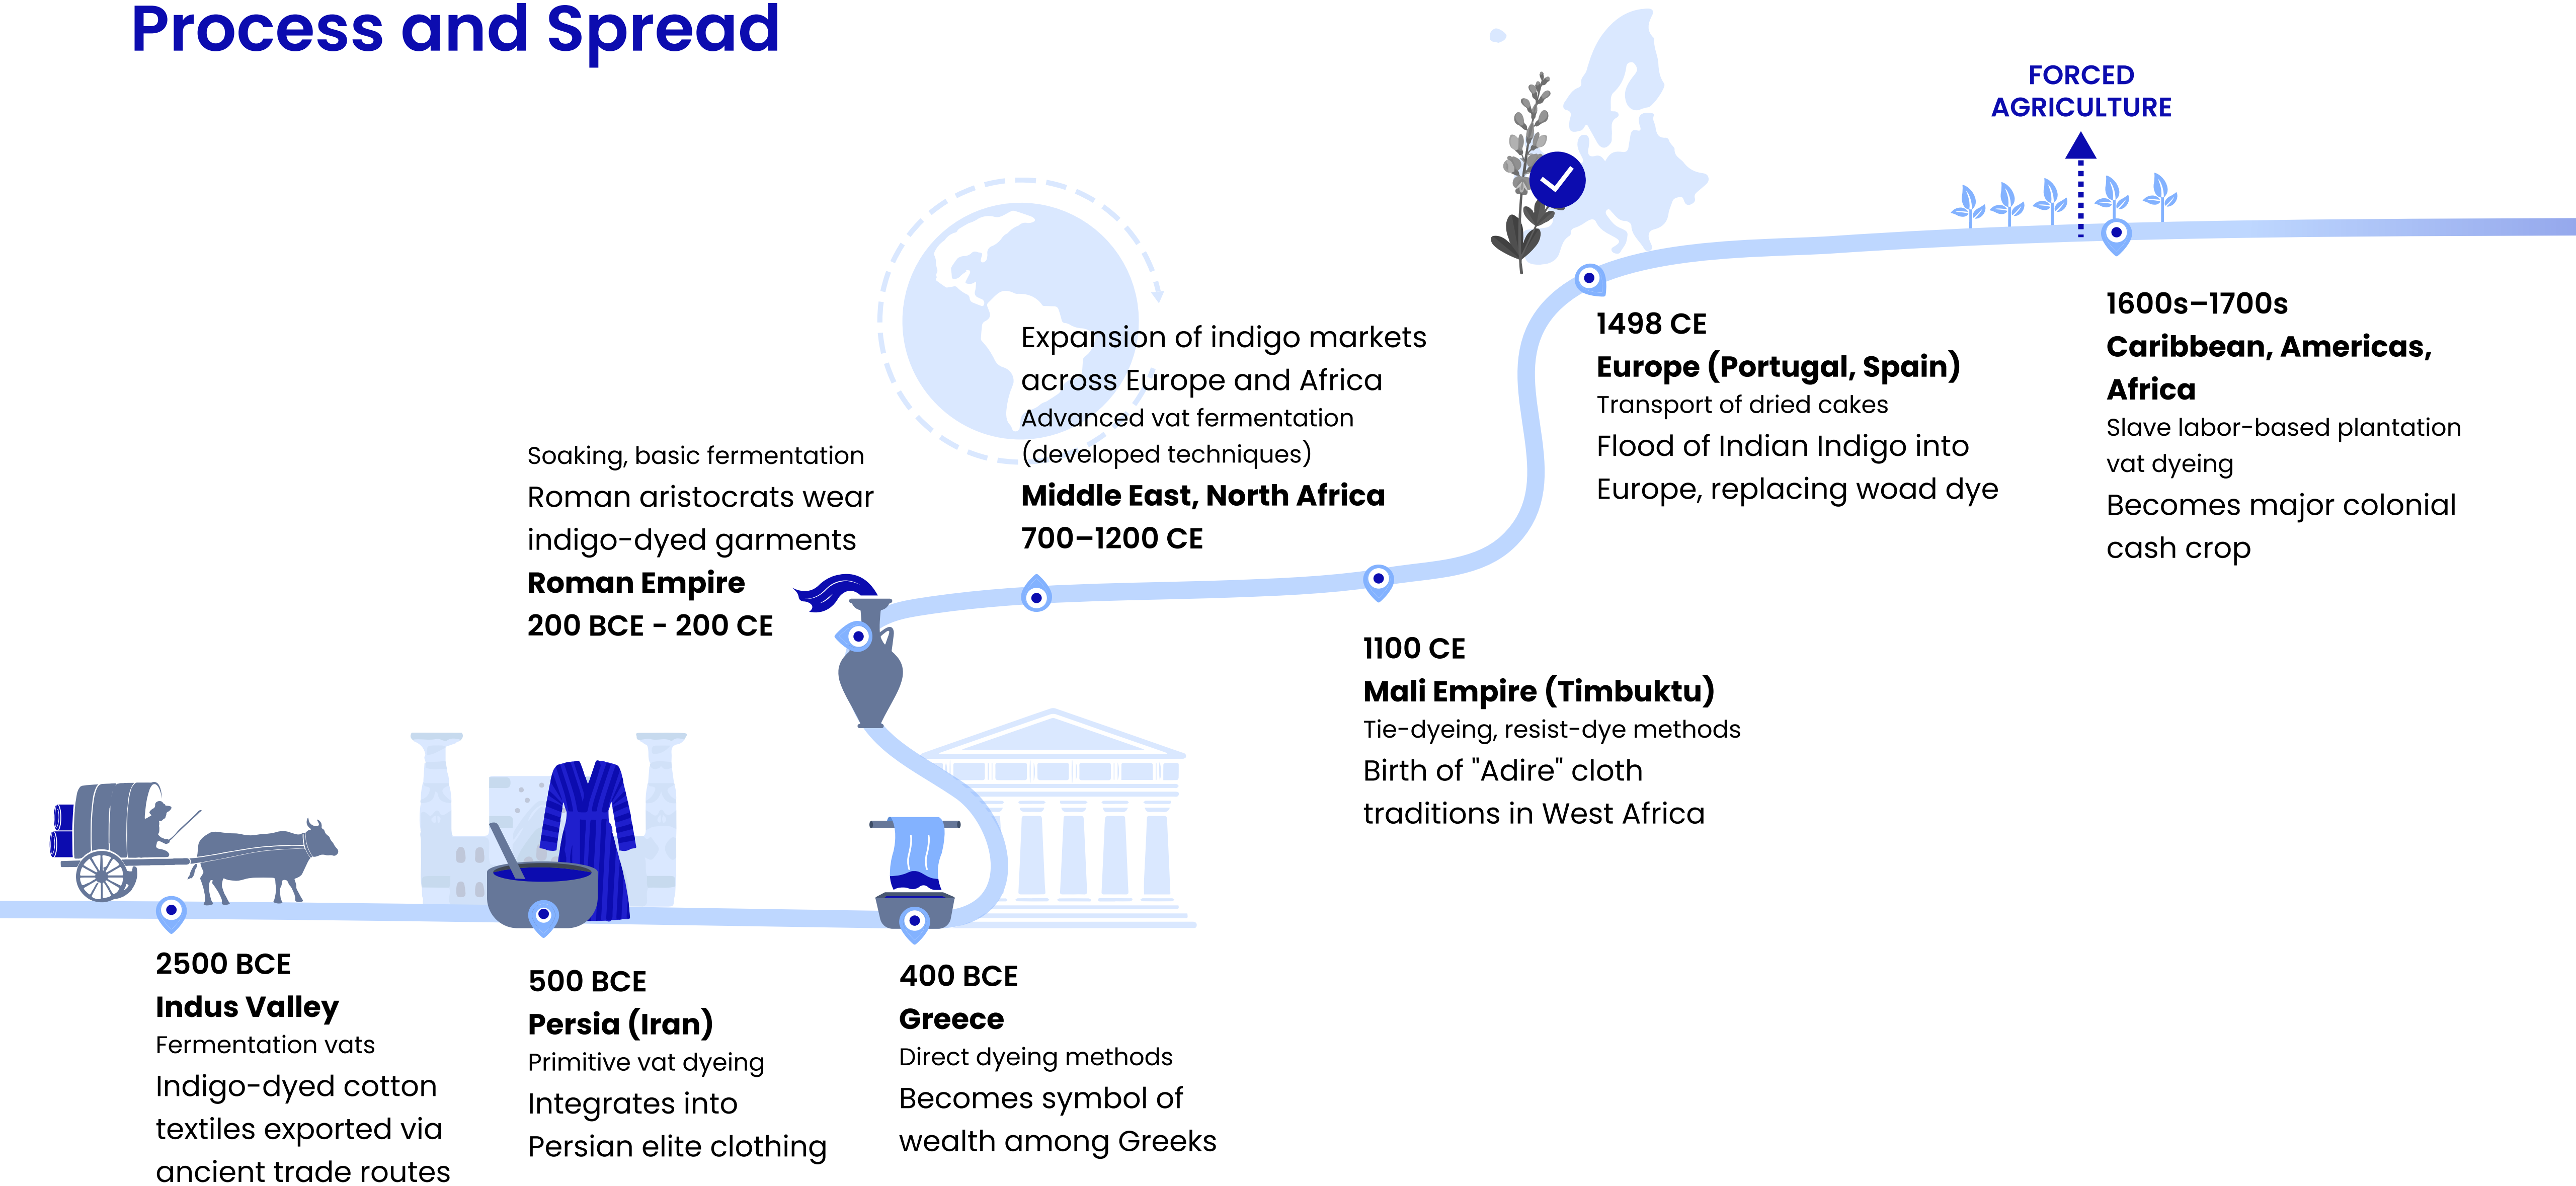 Process and Spread
2500 BCE
Indus Valley
Fermentation vats
Indigo-dyed cotton
textiles exported via
ancient trade routes
500 BCE
Persia (Iran)
Primitive vat dyeing
Integrates into
Persian elite clothing
400 BCE
Greece
Direct dyeing methods
Becomes symbol of
wealth among Greeks
Soaking, basic fermentation
Roman aristocrats wear
indigo-dyed garments
Roman Empire
200 BCE - 200 CE
Expansion of indigo markets
across Europe and Africa
Advanced vat fermentation
(developed techniques)
Middle East, North Africa
700–1200 CE
1100 CE
Mali Empire (Timbuktu)
Tie-dyeing, resist-dye methods
Birth of "Adire" cloth
traditions in West Africa
1498 CE
Europe (Portugal, Spain)
Transport of dried cakes
Flood of Indian Indigo into
Europe, replacing woad dye
FORCED
AGRICULTURE
1600s–1700s
Caribbean, Americas,
Africa
Slave labor-based plantation
vat dyeing
Becomes major colonial
cash crop